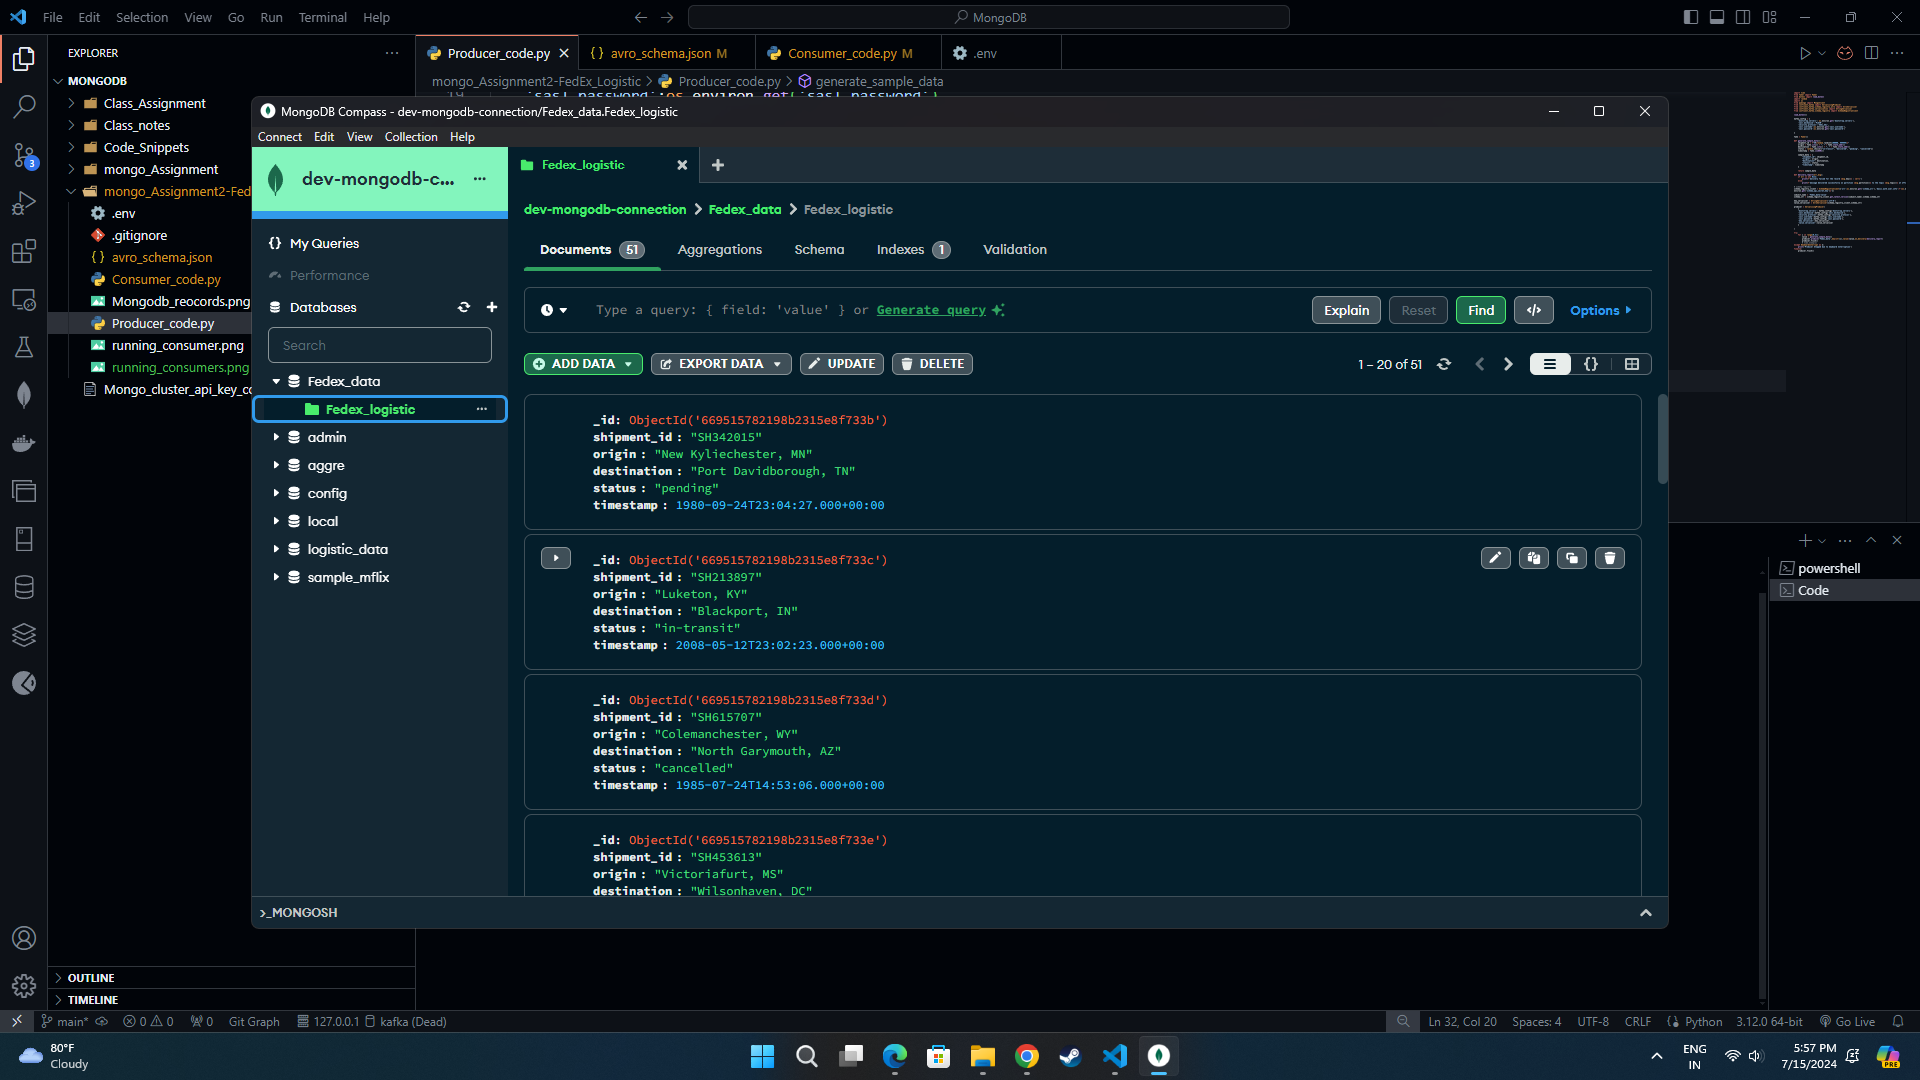 File Edit Selection View Go Run Terminal Help
MongoDB
EXPLORER
MONGODB
Class_Assignment
Class_notes
Code_Snippets
mongo_Assignment
mongo_Assignment2-Fed
.env
.gitignore
avro_schema.json
Consumer_code.py
Mongodb_reocords.png
Producer_code.py
running_consumer.png
running_consumers.png
Mongo_cluster_api_key_co
OUTLINE
TIMELINE
Producer_code.py
avro_schema.json M
Consumer_code.py M
.env
mongo_Assignment2-FedEx_Logistic > Producer_code.py > generate_sample_data
MongoDB Compass - dev-mongodb-connection/Fedex_data.Fedex_logistic
Connect Edit View Collection Help
dev-mongodb-c... ...
{} My Queries
Performance
Databases
Search
Fedex_data
Fedex_logistic ...
admin
aggre
config
local
logistic_data
sample_mflix
Fedex_logistic
dev-mongodb-connection > Fedex_data > Fedex_logistic
Documents 51 Aggregations Schema Indexes 1 Validation
Type a query: { field: 'value' } or Generate query
Explain Reset Find </> Options
ADD DATA EXPORT DATA UPDATE DELETE
1 – 20 of 51
{}
_id: ObjectId('669515782198b2315e8f733b')
shipment_id : "SH342015"
origin : "New Kyliechester, MN"
destination : "Port Davidborough, TN"
status : "pending"
timestamp : 1980-09-24T23:04:27.000+00:00
_id: ObjectId('669515782198b2315e8f733c')
shipment_id : "SH213897"
origin : "Luketon, KY"
destination : "Blackport, IN"
status : "in-transit"
timestamp : 2008-05-12T23:02:23.000+00:00
_id: ObjectId('669515782198b2315e8f733d')
shipment_id : "SH615707"
origin : "Colemanchester, WY"
destination : "North Garymouth, AZ"
status : "cancelled"
timestamp : 1985-07-24T14:53:06.000+00:00
_id: ObjectId('669515782198b2315e8f733e')
shipment_id : "SH453613"
origin : "Victoriafurt, MS"
destination : "Wilsonhaven, DC"
>_MONGOSH
powershell
Code
3
main* 0 0 0 Git Graph 127.0.0.1 kafka (Dead)
Ln 32, Col 20 Spaces: 4 UTF-8 CRLF Python 3.12.0 64-bit Go Live
80°F
Cloudy
ENG
IN
5:57 PM
7/15/2024
PRE